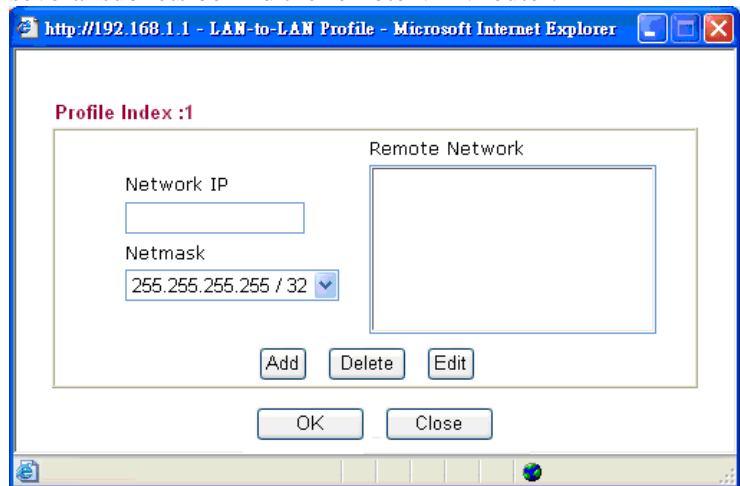 http://192.168.1.1 - LAN-to-LAN Profile - Microsoft Internet Explorer
Profile Index :1
Remote Network
Network IP
Netmask
255.255.255.255 / 32
Add Delete Edit
OK Close